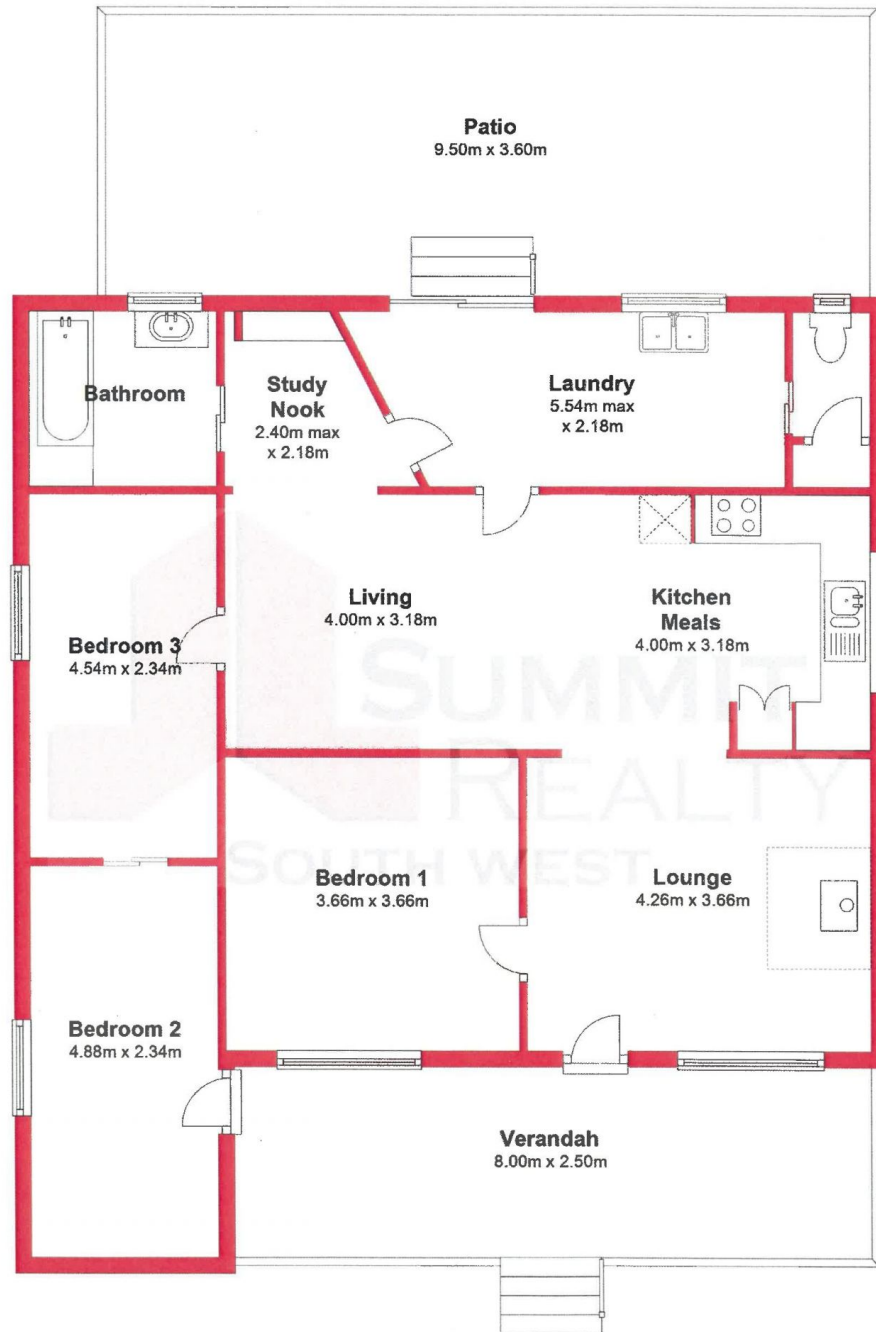 Patio
9.50m x 3.60m
Bathroom
Study
Nook
2.40m max
x 2.18m
Laundry
5.54m max
x 2.18m
Living
4.00m x 3.18m
Kitchen
Meals
4.00m x 3.18m
Bedroom 3
4.54m x 2.34m
SUMMIT
REALTY
SOUTH WEST
Bedroom 1
3.66m x 3.66m
Lounge
4.26m x 3.66m
Bedroom 2
4.88m x 2.34m
Verandah
8.00m x 2.50m